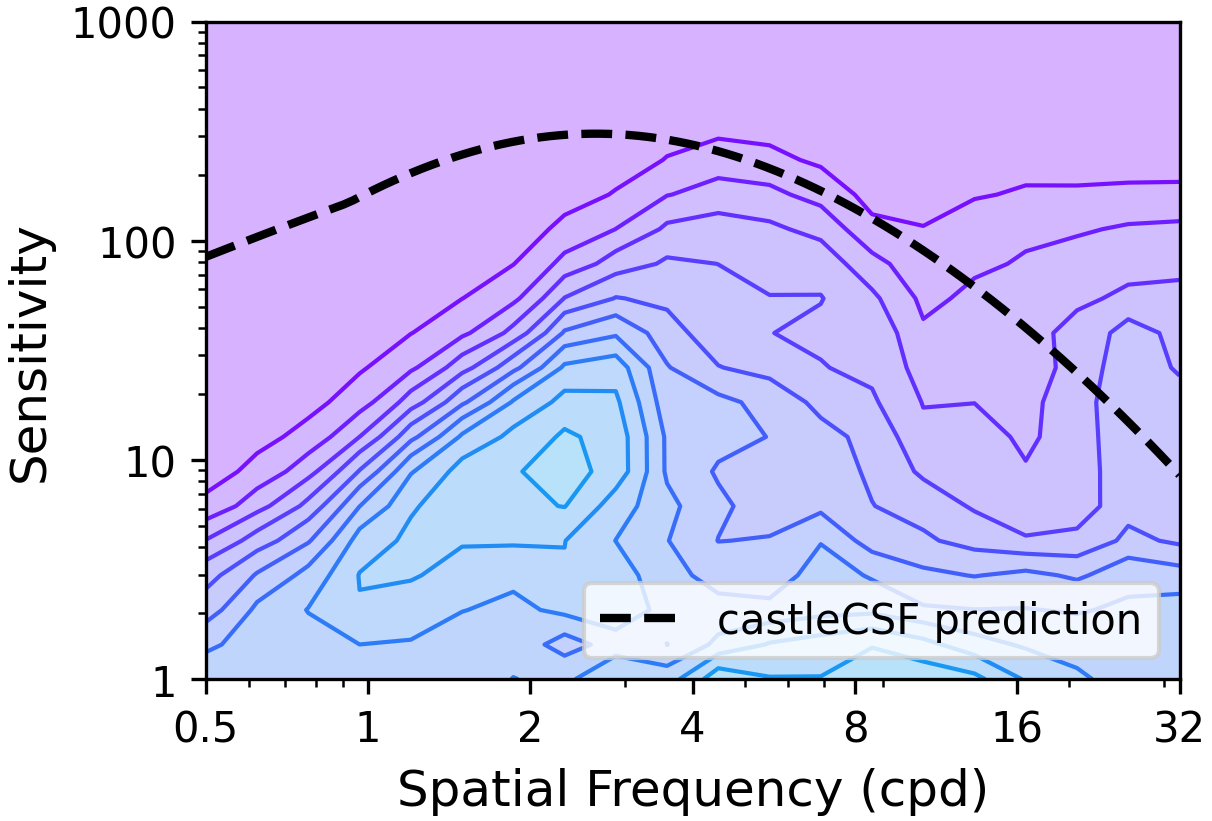 1000
100
10
1
Sensitivity
castleCSF prediction
0.5 1 2 4 8 16 32
Spatial Frequency (cpd)